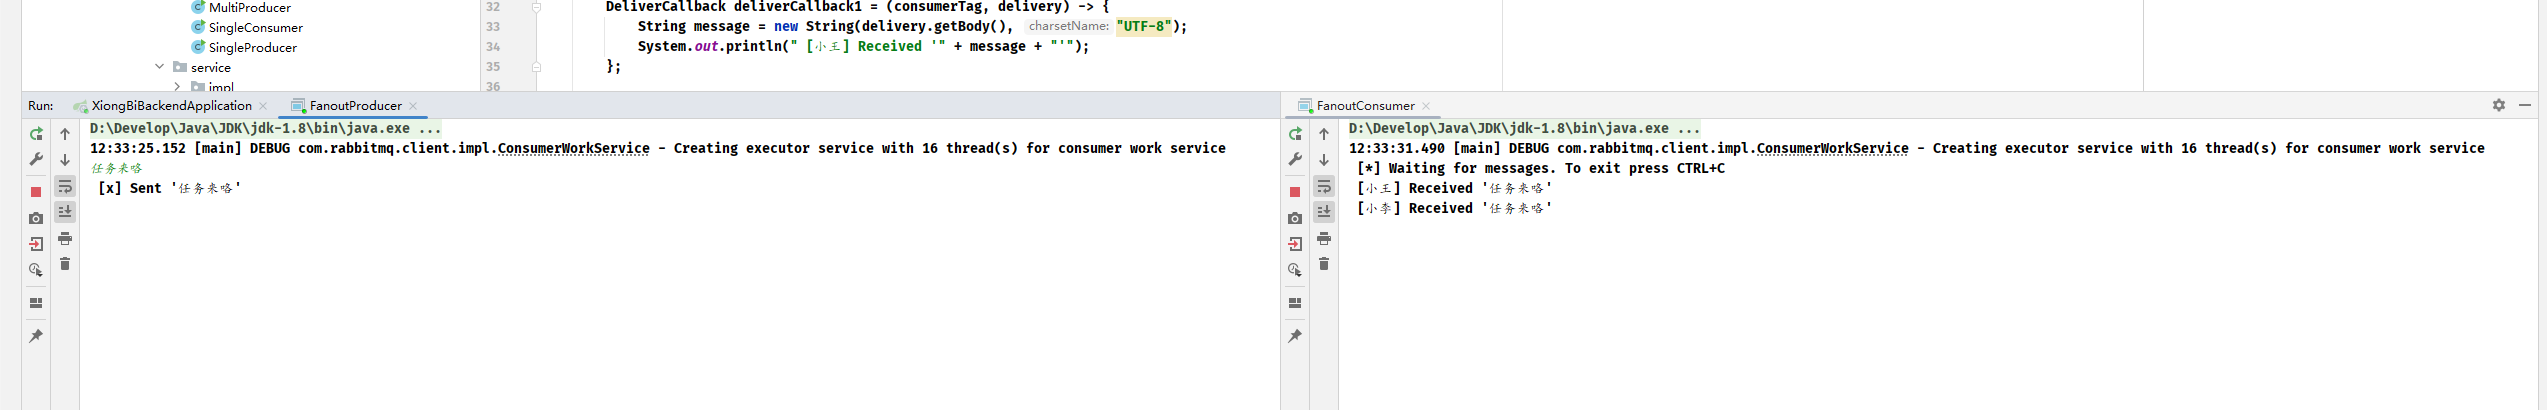 MultiProducer
SingleConsumer
SingleProducer
service
impl
32 DeliverCallback deliverCallback1 = (consumerTag, delivery) -> {
33 String message = new String(delivery.getBody(), charsetName: "UTF-8");
34 System.out.println(" [小王] Received '" + message + "'");
35 };
36
Run: XiongBiBackendApplication FanoutProducer
D:\Develop\Java\JDK\jdk-1.8\bin\java.exe ...
12:33:25.152 [main] DEBUG com.rabbitmq.client.impl.ConsumerWorkService - Creating executor service with 16 thread(s) for consumer work service
任务来咯
[x] Sent '任务来咯'
FanoutConsumer
D:\Develop\Java\JDK\jdk-1.8\bin\java.exe ...
12:33:31.490 [main] DEBUG com.rabbitmq.client.impl.ConsumerWorkService - Creating executor service with 16 thread(s) for consumer work service
[*] Waiting for messages. To exit press CTRL+C
[小王] Received '任务来咯'
[小李] Received '任务来咯'